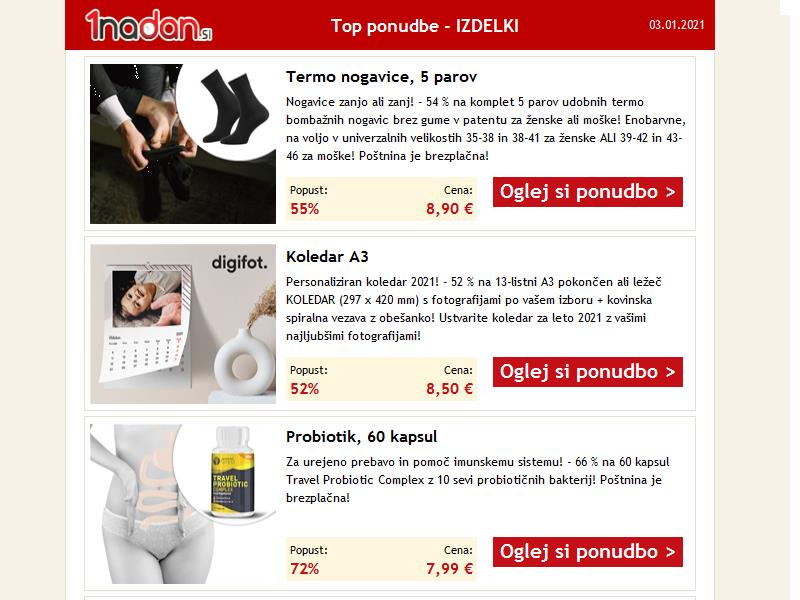 1nadan.si
Top ponudbe - IZDELKI
03.01.2021
Termo nogavice, 5 parov
Nogavice zanjo ali zanj! - 54 % na komplet 5 parov udobnih termo
bombažnih nogavic brez gume v patentu za ženske ali moške! Enobarvne,
na voljo v univerzalnih velikostih 35-38 in 38-41 za ženske ALI 39-42 in 43-
46 za moške! Poštnina je brezplačna!
Popust:
Cena:
55%
8,90 €
Oglej si ponudbo >
digifot.
Koledar A3
Personaliziran koledar 2021! - 52 % na 13-listni A3 pokončen ali ležeč
KOLEDAR (297 x 420 mm) s fotografijami po vašem izboru + kovinska
spiralna vezava z obešanko! Ustvarite koledar za leto 2021 z vašimi
najljubšimi fotografijami!
Popust:
Cena:
52%
8,50 €
Oglej si ponudbo >
TRAVEL
PROBIOTIC
COMPLEX
Probiotik, 60 kapsul
Za urejeno prebavo in pomoč imunskemu sistemu! - 66 % na 60 kapsul
Travel Probiotic Complex z 10 sevi probiotičnih bakterij! Poštnina je
brezplačna!
Popust:
Cena:
72%
7,99 €
Oglej si ponudbo >